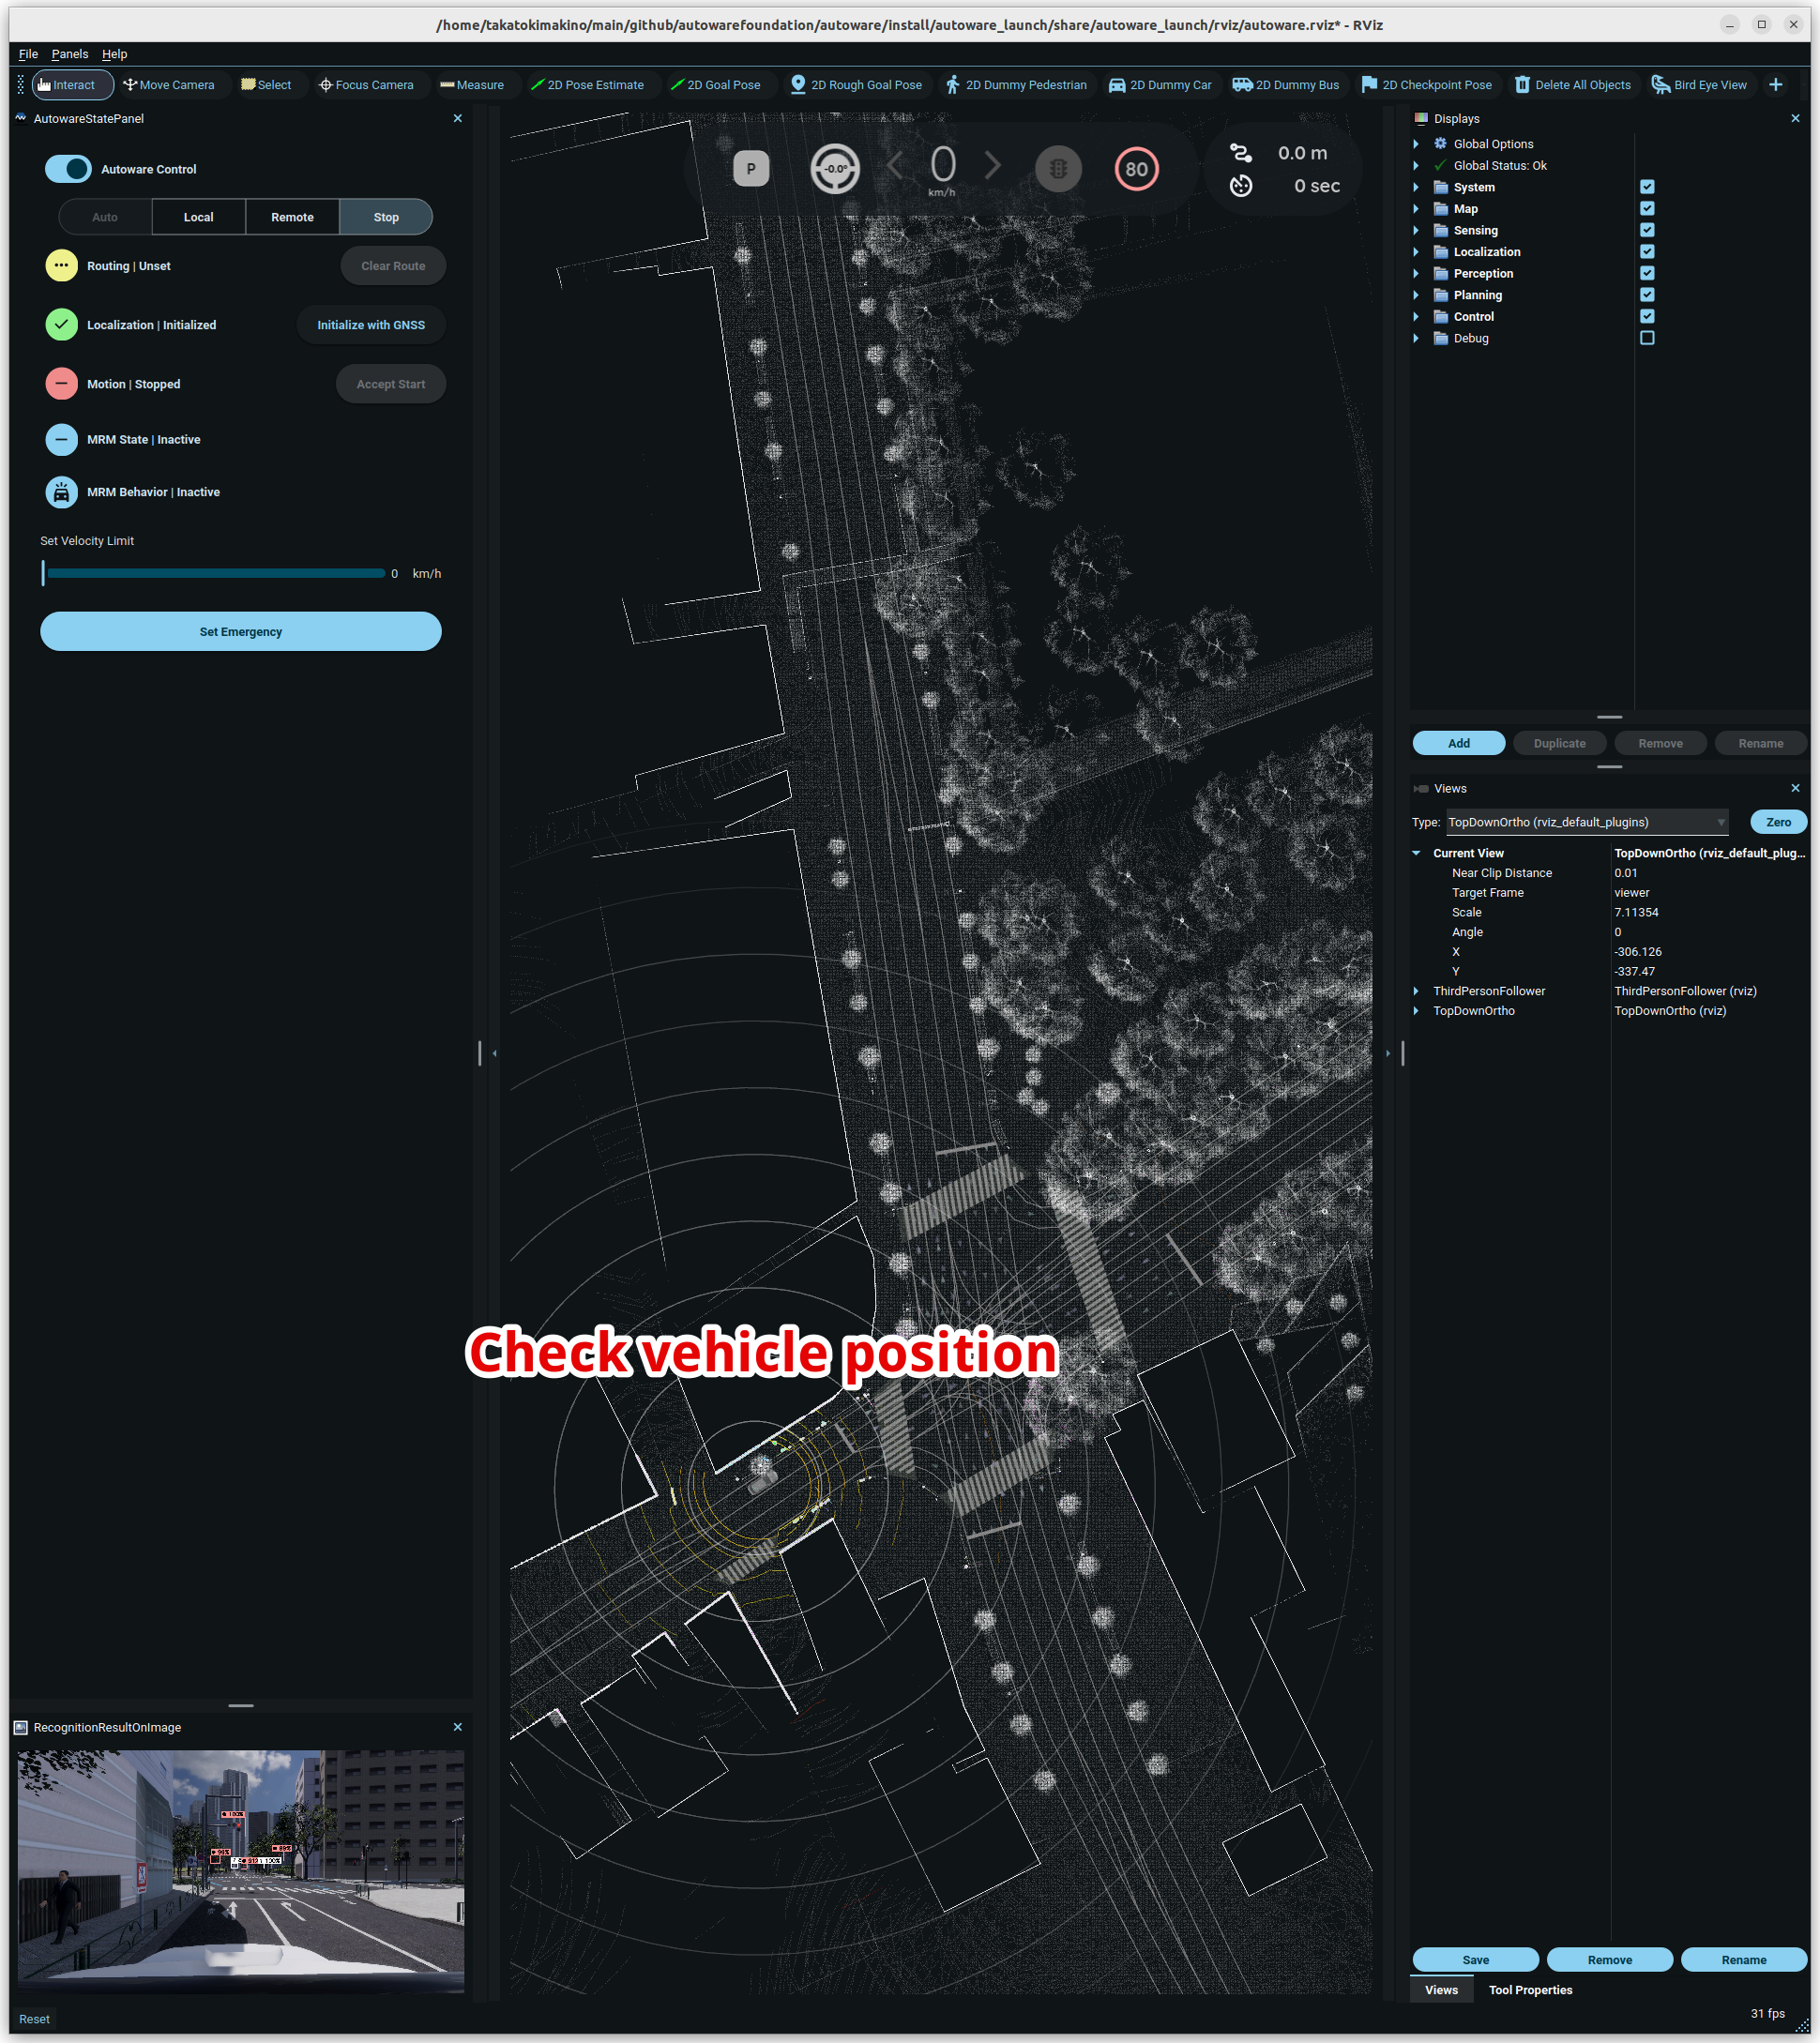 /home/takatokimakino/main/github/autowarefoundation/autoware/install/autoware_launch/share/autoware_launch/rviz/autoware.rviz* - RViz
File Panels Help
Interact Move Camera Select Focus Camera Measure 2D Pose Estimate 2D Goal Pose 2D Rough Goal Pose 2D Dummy Pedestrian 2D Dummy Car 2D Dummy Bus 2D Checkpoint Pose Delete All Objects Bird Eye View
AutowareStatePanel
Autoware Control
Auto Local Remote Stop
Routing | Unset Clear Route
Localization | Initialized Initialize with GNSS
Motion | Stopped Accept Start
MRM State | Inactive
MRM Behavior | Inactive
Set Velocity Limit
0 km/h
Set Emergency
P -0.0° 0 km/h 80 0.0 m
0 sec
Check vehicle position
RecognitionResultOnImage
Reset
Displays
Global Options
Global Status: Ok
System
Map
Sensing
Localization
Perception
Planning
Control
Debug
Add Duplicate Remove Rename
Views
Type: TopDownOrtho (rviz_default_plugins) Zero
Current View TopDownOrtho (rviz_default_plug...
Near Clip Distance 0.01
Target Frame viewer
Scale 7.11354
Angle 0
X -306.126
Y -337.47
ThirdPersonFollower ThirdPersonFollower (rviz)
TopDownOrtho TopDownOrtho (rviz)
Save Remove Rename
Views Tool Properties
31 fps